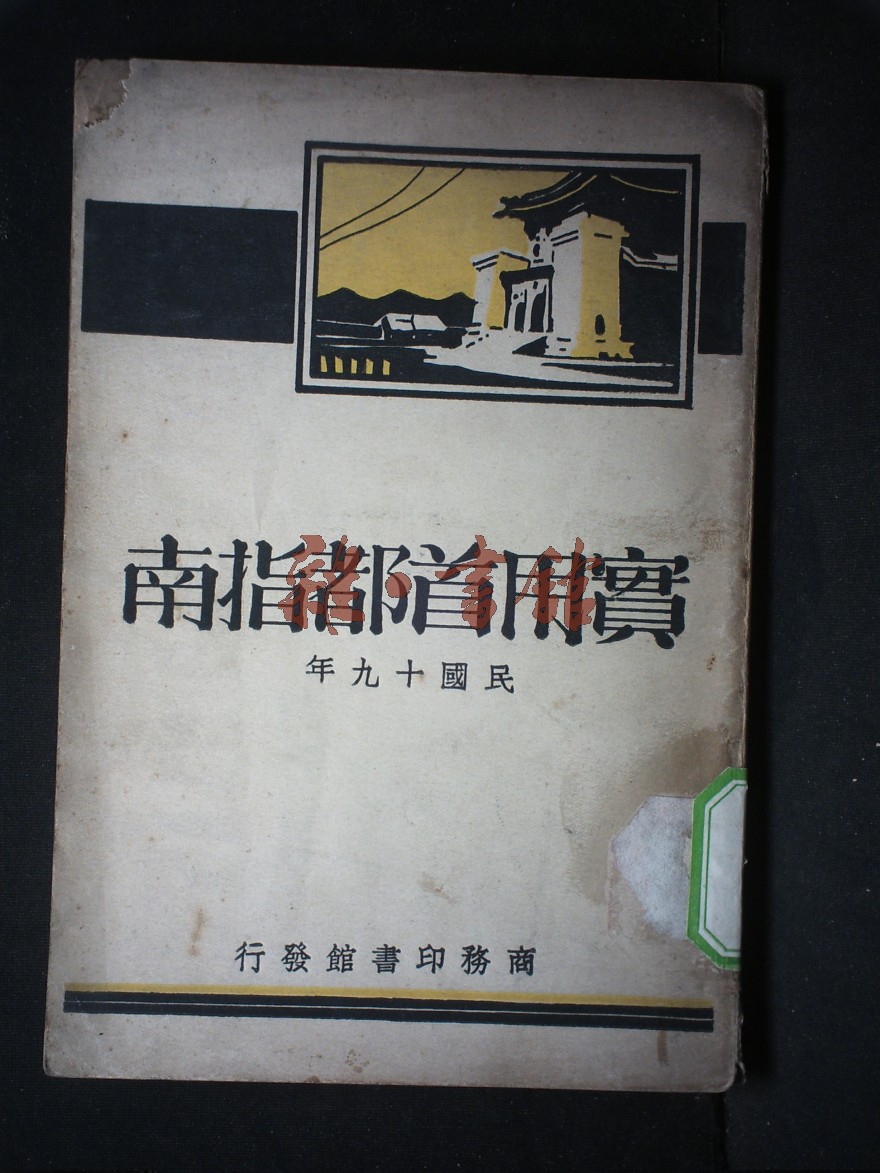 實用首都指南
民國十九年
商務印書館發行